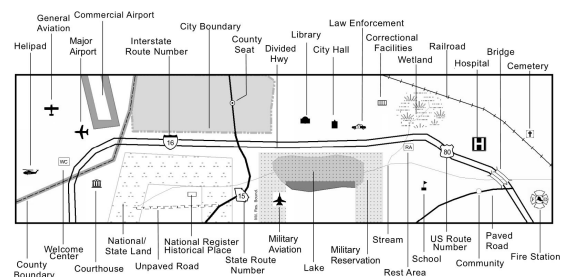 General
Aviation
Commercial Airport
Helipad
Major
Airport
Interstate
Route Number
City Boundary
County
Seat
Divided
Hwy
Library
City Hall
Law Enforcement
Correctional
Facilities
Wetland
Railroad
Hospital
Bridge
Cemetery
16
80
WC
RA
15
H
County
Boundary
Welcome
Center
Courthouse
National/
State Land
Unpaved Road
National Register
Historical Place
State Route
Number
Military
Aviation
Lake
Military
Reservation
Stream
Rest Area
School
US Route
Number
Community
Paved
Road
Fire Station